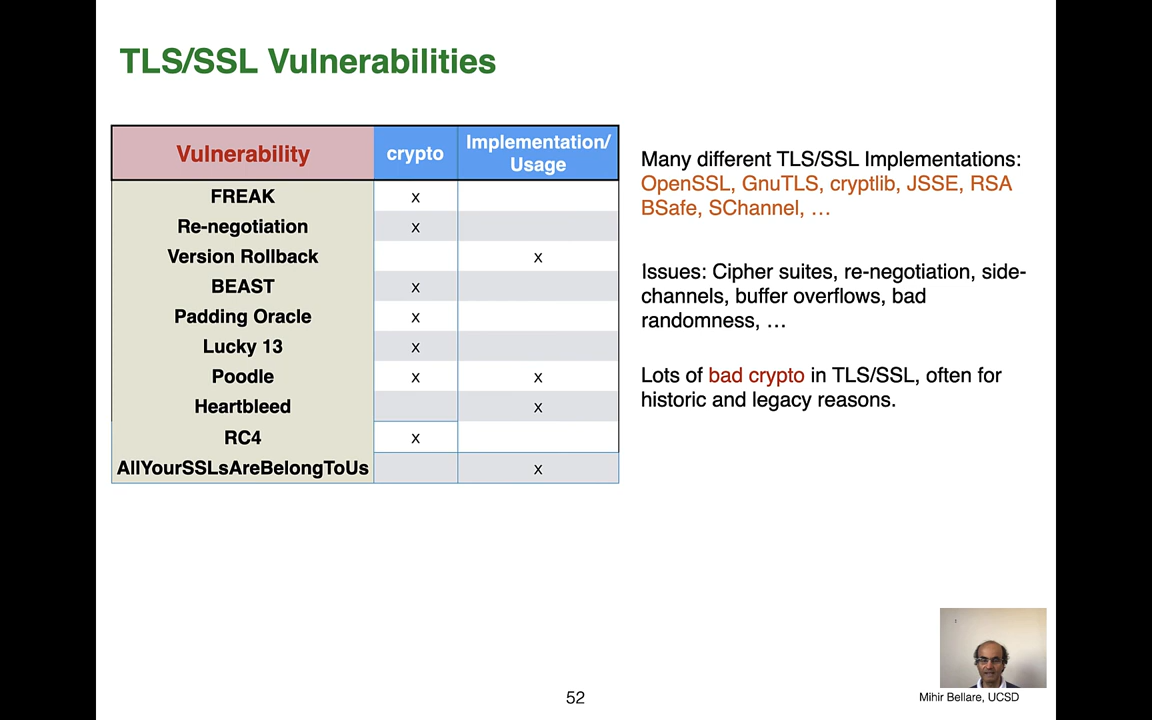 TLS/SSL Vulnerabilities
Vulnerability crypto Implementation/
Usage
FREAK x
Re-negotiation x
Version Rollback x
BEAST x
Padding Oracle x
Lucky 13 x
Poodle x x
Heartbleed x
RC4 x
AllYourSSLsAreBelongToUs x
Many different TLS/SSL Implementations:
OpenSSL, GnuTLS, cryptlib, JSSE, RSA
BSafe, SChannel, …
Issues: Cipher suites, re-negotiation, side-
channels, buffer overflows, bad
randomness, …
Lots of bad crypto in TLS/SSL, often for
historic and legacy reasons.
52
Mihir Bellare, UCSD